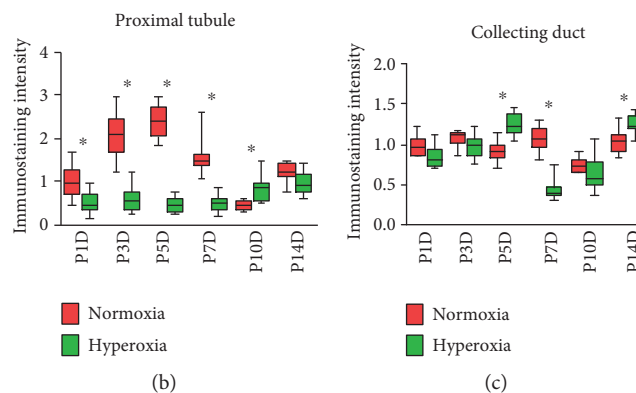 Proximal tubule
Immunostaining intensity
4
3
2
1
0
*
*
*
*
*
P1D
P3D
P5D
P7D
P10D
P14D
Normoxia
Hyperoxia
(b)
Collecting duct
Immunostaining intensity
2.0
1.5
1.0
0.5
0.0
*
*
*
P1D
P3D
P5D
P7D
P10D
P14D
Normoxia
Hyperoxia
(c)